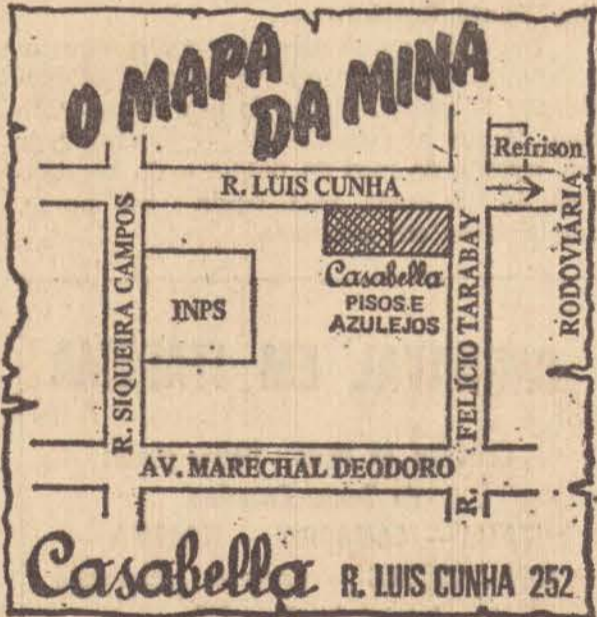 O MAPA
DA MINA
Refrison
R. LUIS CUNHA
RODOVIÁRIA
R. SIQUEIRA CAMPOS
INPS
Casabella
PISOS E
AZULEJOS
R. FELÍCIO TARABAY
AV. MARECHAL DEODORO
Casabella R. LUIS CUNHA 252